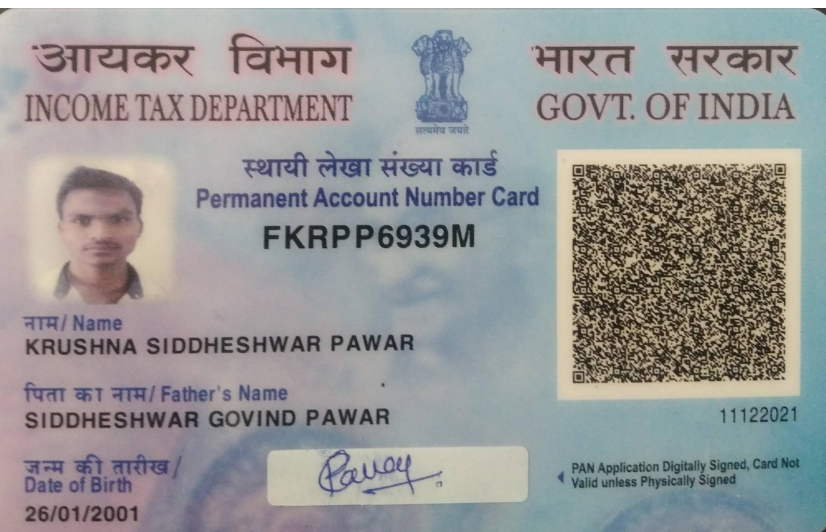 आयकर विभाग
INCOME TAX DEPARTMENT
सत्यमेव जयते
भारत सरकार
GOVT. OF INDIA
स्थायी लेखा संख्या कार्ड
Permanent Account Number Card
FKRPP6939M
नाम/ Name
KRUSHNA SIDDHESHWAR PAWAR
पिता का नाम/ Father's Name
SIDDHESHWAR GOVIND PAWAR
11122021
जन्म की तारीख/
Date of Birth
26/01/2001
PAN Application Digitally Signed, Card Not
Valid unless Physically Signed